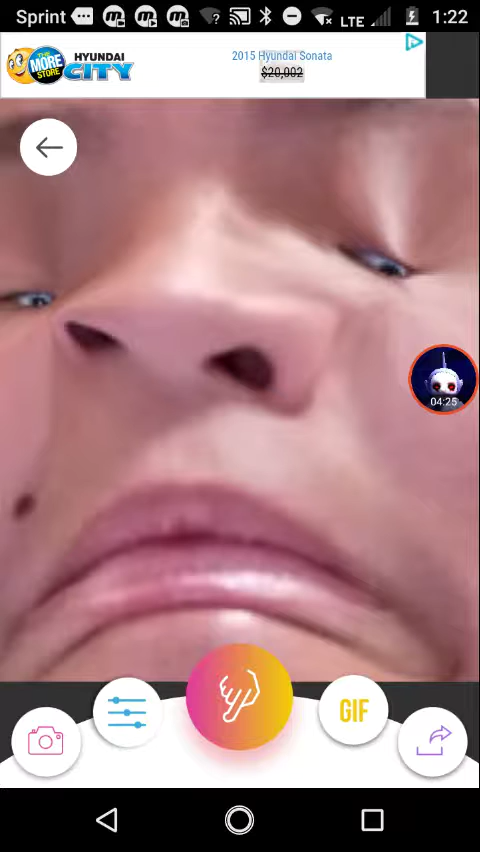 Sprint LTE 1:22
THE MORE STORE
HYUNDAI
CITY
2015 Hyundai Sonata
$20,002
04:25
GIF